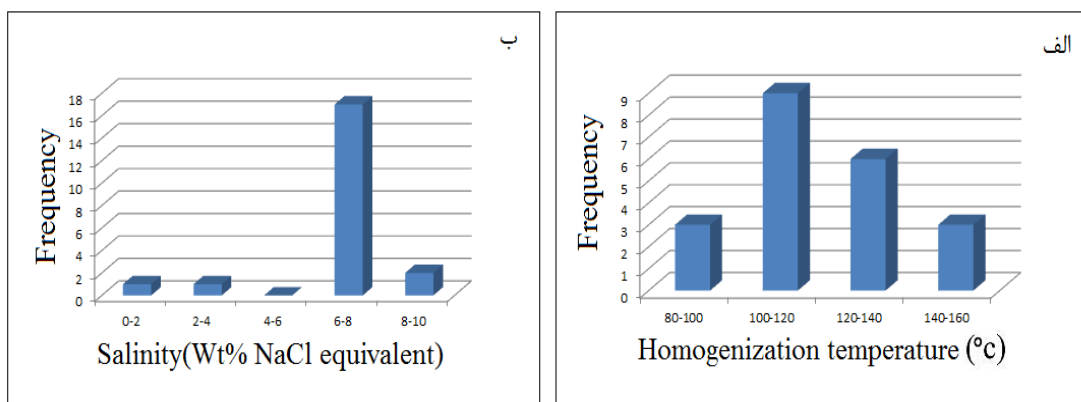 ب
Frequency
18
16
14
12
10
8
6
4
2
0
0-2 2-4 4-6 6-8 8-10
Salinity(Wt% NaCl equivalent)
الف
Frequency
9
8
7
6
5
4
3
2
1
0
80-100 100-120 120-140 140-160
Homogenization temperature (°c)